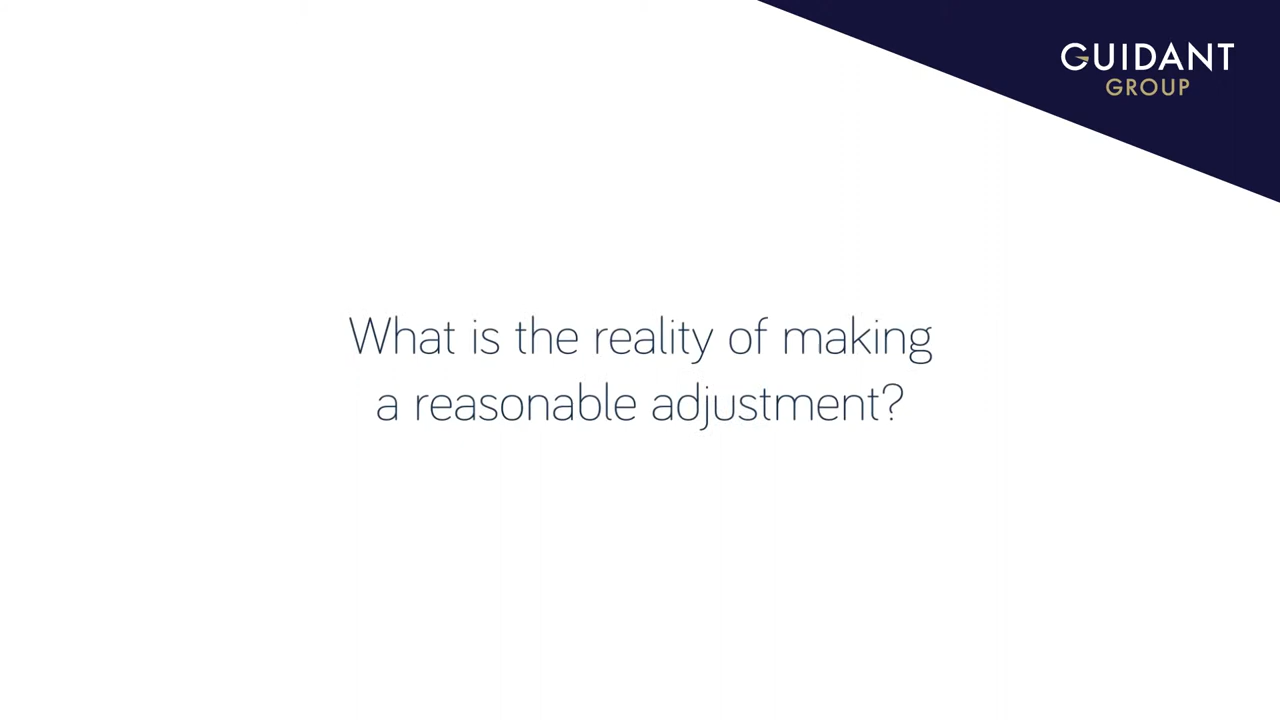 GUIDANT
GROUP
What is the reality of making
a reasonable adjustment?